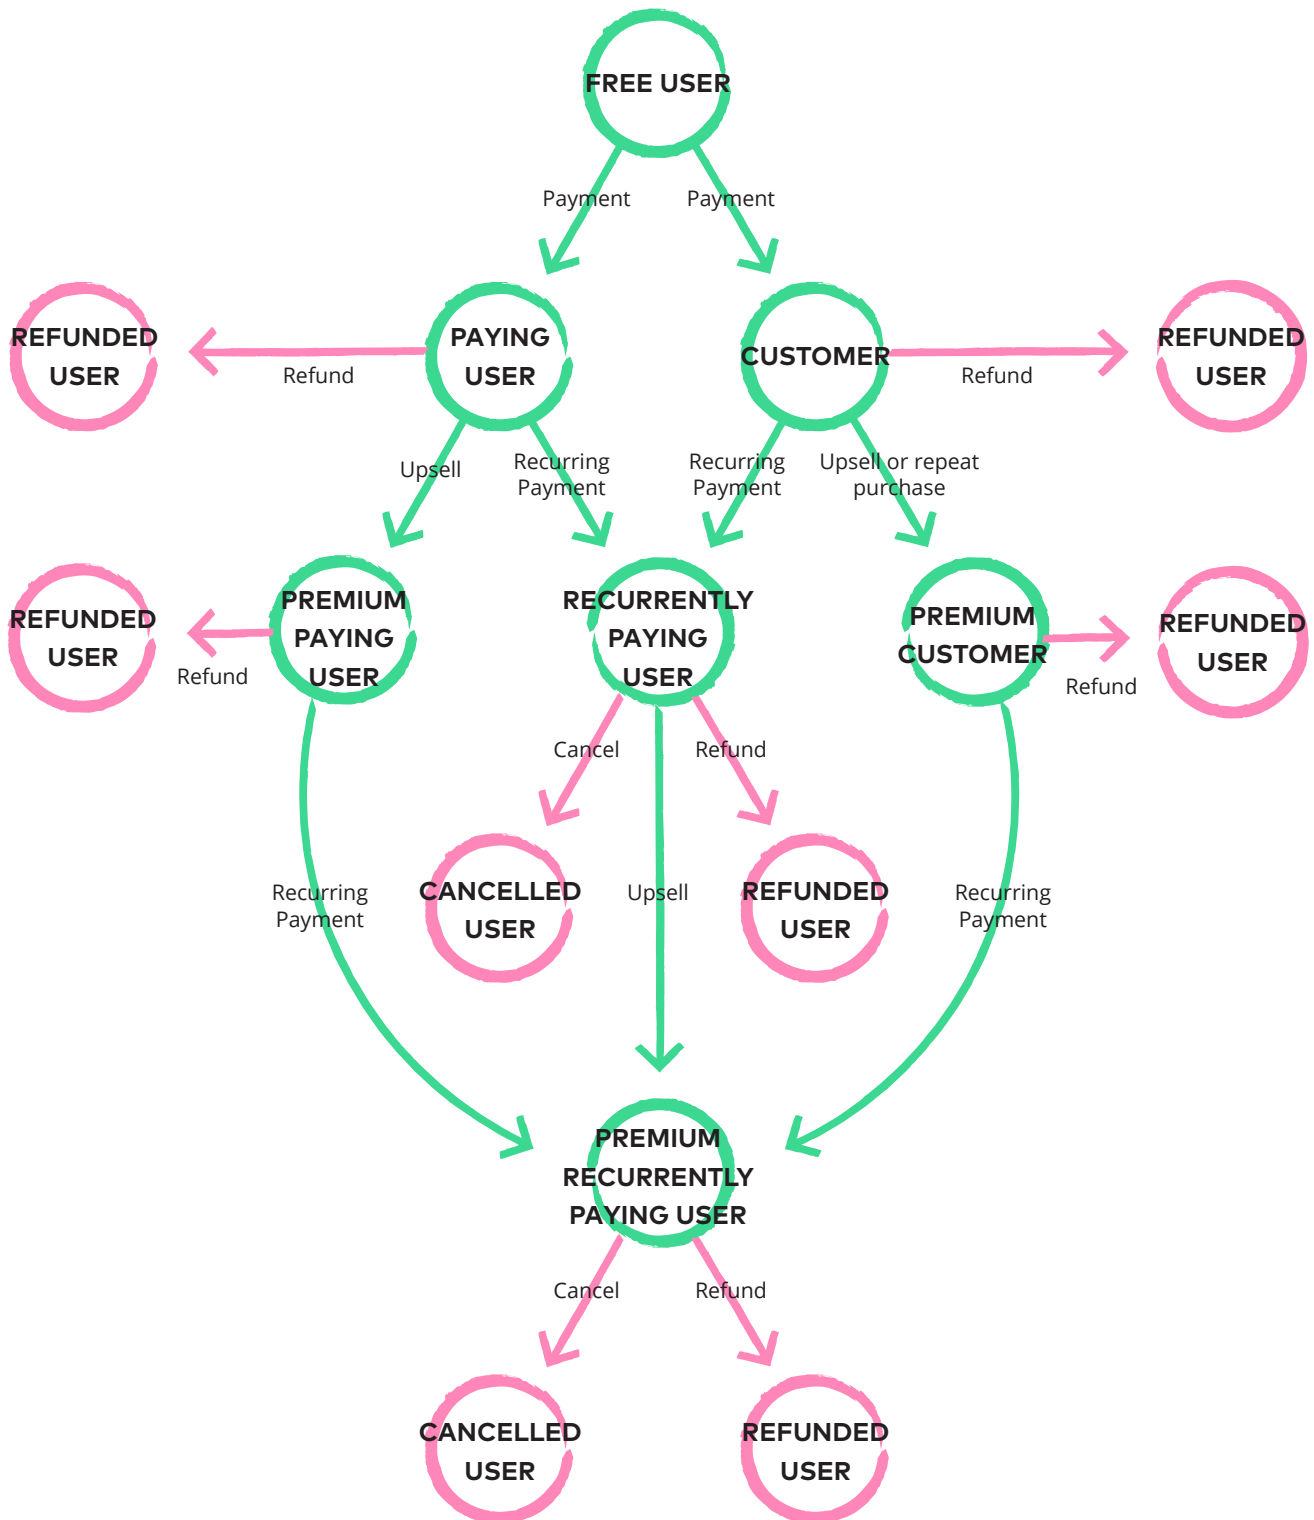 FREE USER
Payment
Payment
REFUNDED
USER
Refund
PAYING
USER
CUSTOMER
Refund
REFUNDED
USER
Upsell
Recurring
Payment
Recurring
Payment
Upsell or repeat
purchase
REFUNDED
USER
Refund
PREMIUM
PAYING
USER
RECURRENTLY
PAYING
USER
PREMIUM
CUSTOMER
Refund
REFUNDED
USER
Cancel
Refund
Recurring
Payment
CANCELLED
USER
Upsell
REFUNDED
USER
Recurring
Payment
PREMIUM
RECURRENTLY
PAYING USER
Cancel
Refund
CANCELLED
USER
REFUNDED
USER